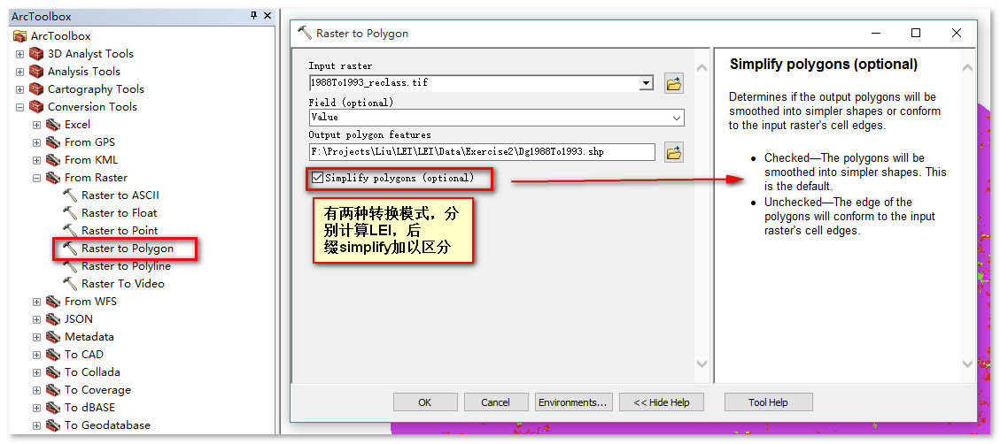 ArcToolbox
ArcToolbox
3D Analyst Tools
Analysis Tools
Cartography Tools
Conversion Tools
Excel
From GPS
From KML
From Raster
Raster to ASCII
Raster to Float
Raster to Point
Raster to Polygon
Raster to Polyline
Raster To Video
From WFS
JSON
Metadata
To CAD
To Collada
To Coverage
To dBASE
To Geodatabase
Raster to Polygon
Input raster
1988To1993_reclass.tif
Field (optional)
Value
Output polygon features
F:\Projects\Liu\LEI\LEI\Data\Exercise2\Dg1988To1993.shp
Simplify polygons (optional)
有两种转换模式，分
别计算LEI，后
缀simplify加以区分
Simplify polygons (optional)
Determines if the output polygons will be
smoothed into simpler shapes or conform
to the input raster's cell edges.
• Checked—The polygons will be
smoothed into simpler shapes. This
is the default.
• Unchecked—The edge of the
polygons will conform to the input
raster's cell edges.
OK
Cancel
Environments...
<< Hide Help
Tool Help